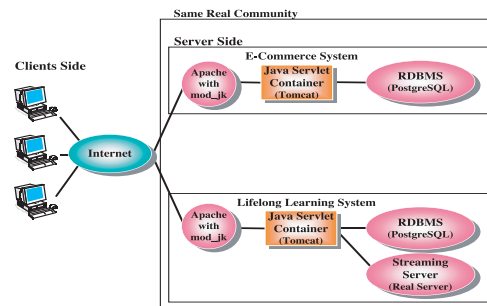 Same Real Community
Server Side
E-Commerce System
Clients Side
Apache
with
mod_jk
Java Servlet
Container
(Tomcat)
RDBMS
(PostgreSQL)
Internet
Lifelong Learning System
Apache
with
mod_jk
Java Servlet
Container
(Tomcat)
RDBMS
(PostgreSQL)
Streaming
Server
(Real Server)